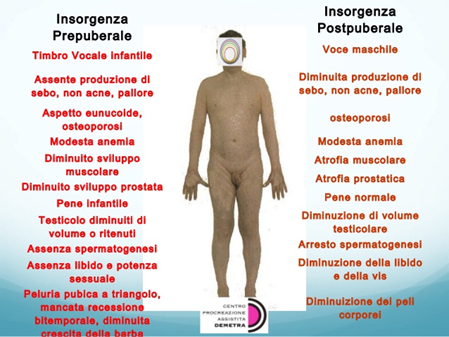 Insorgenza
Prepuberale
Timbro Vocale infantile
Assente produzione di
sebo, non acne, pallore
Aspetto eunucoide,
osteoporosi
Modesta anemia
Diminuito sviluppo
muscolare
Diminuito sviluppo prostata
Pene infantile
Testicolo diminuiti di
volume o ritenuti
Assenza spermatogenesi
Assenza libido e potenza
sessuale
Peluria pubica a triangolo,
mancata recessione
bitemporale, diminuita
crescita della barba
CENTRO
PROCREAZIONE
ASSISTITA
DEMETRA
Insorgenza
Postpuberale
Voce maschile
Diminuita produzione di
sebo, non acne, pallore
osteoporosi
Modesta anemia
Atrofia muscolare
Atrofia prostatica
Pene normale
Diminuzione di volume
testicolare
Arresto spermatogenesi
Diminuzione della libido
e della vis
Diminuizione dei peli
corporei